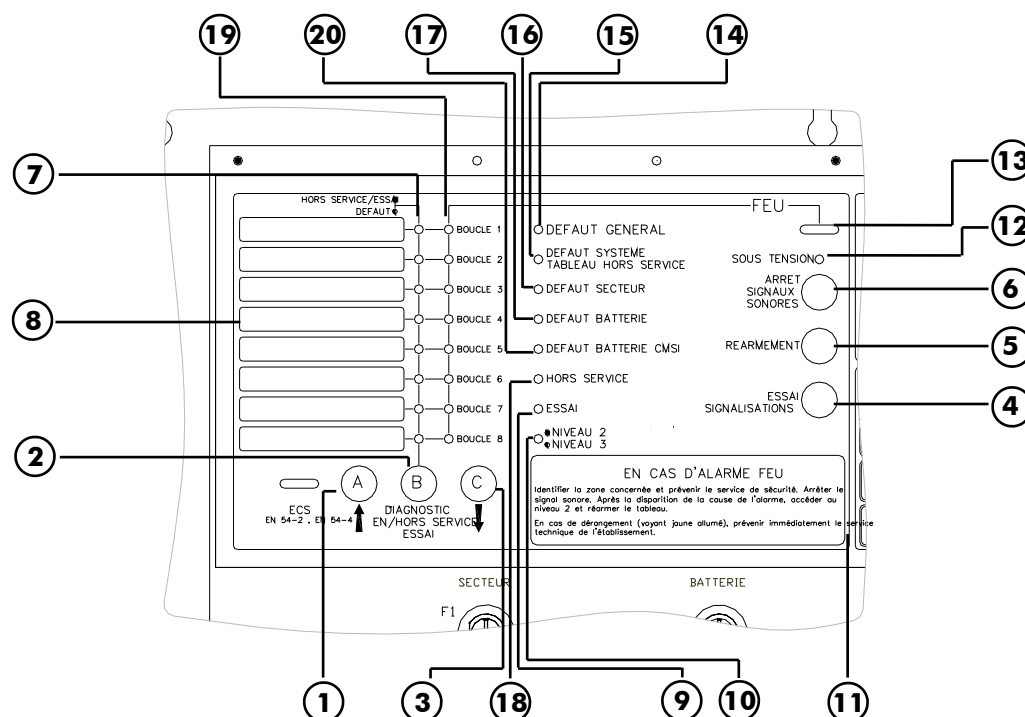 19 20 17 16 15 14
7
13
12
6
8
5
4
2
HORS SERVICE/ESSAI
DEFAUT
FEU
BOUCLE 1
BOUCLE 2
BOUCLE 3
BOUCLE 4
BOUCLE 5
BOUCLE 6
BOUCLE 7
BOUCLE 8
DEFAUT GENERAL
DEFAUT SYSTEME
TABLEAU HORS SERVICE
DEFAUT SECTEUR
DEFAUT BATTERIE
DEFAUT BATTERIE CMSI
HORS SERVICE
ESSAI
NIVEAU 2
NIVEAU 3
SOUS TENSION
ARRET
SIGNAUX
SONORES
REARMEMENT
ESSAI
SIGNALISATIONS
A B C
ECS
EN 54-2 . EN 54-4
DIAGNOSTIC
EN/HORS SERVICE
ESSAI
EN CAS D'ALARME FEU
Identifier la zone concernée et prévenir le service de sécurité. Arrêter le
signal sonore. Après la disparition de la cause de l'alarme, accéder au
niveau 2 et réarmer le tableau.
En cas de dérangement (voyant jaune allumé), prévenir immédiatement le service
technique de l'établissement.
SECTEUR
BATTERIE
F1
1 3 18 9 10 11